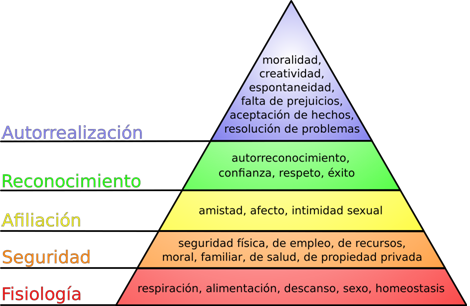 moralidad,
creatividad,
espontaneidad,
falta de prejuicios,
aceptación de hechos,
resolución de problemas
Autorrealización
autorreconocimiento,
confianza, respeto, éxito
Reconocimiento
amistad, afecto, intimidad sexual
Afiliación
seguridad física, de empleo, de recursos,
moral, familiar, de salud, de propiedad privada
Seguridad
respiración, alimentación, descanso, sexo, homeostasis
Fisiología